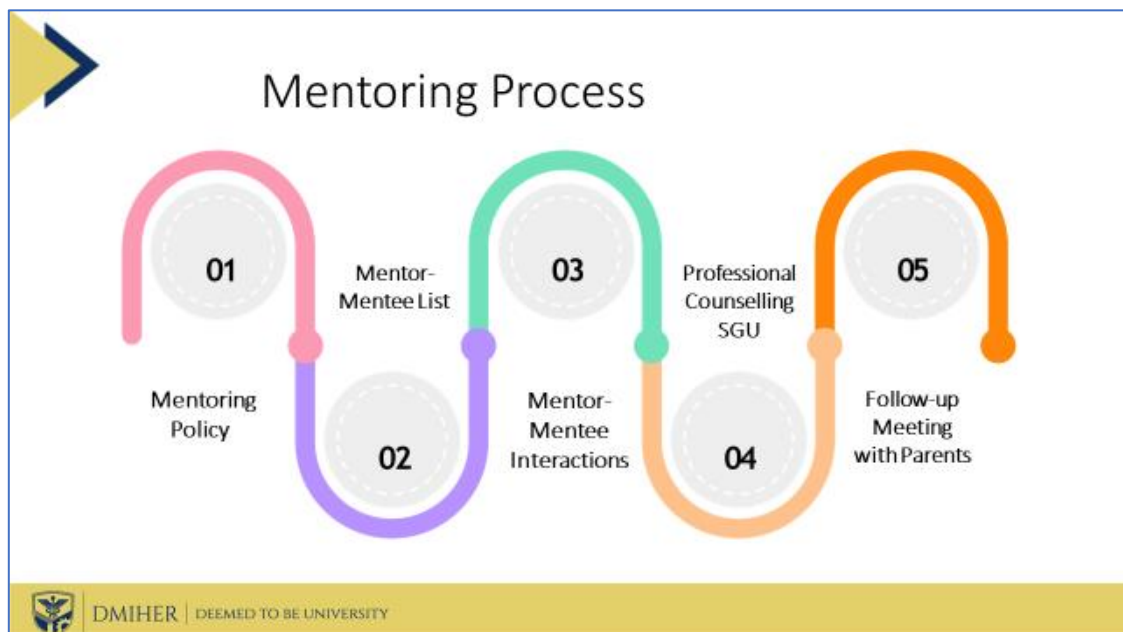 Mentoring Process
01
Mentoring
Policy
Mentor-
Mentee List
02
03
Mentor-
Mentee
Interactions
Professional
Counselling
SGU
04
05
Follow-up
Meeting
with Parents
DMIHER | DEEMED TO BE UNIVERSITY